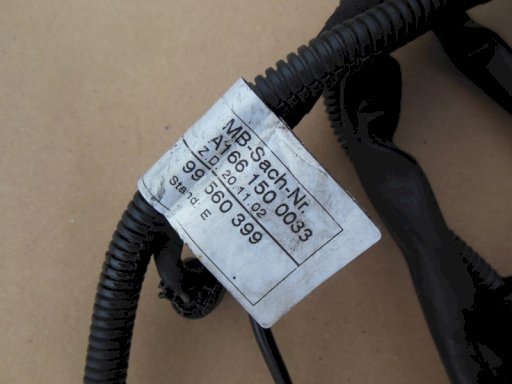 MB-Sach-Nr.
A166 150 0033
Z.D. 20.11.02
99 560 399
Stand: E